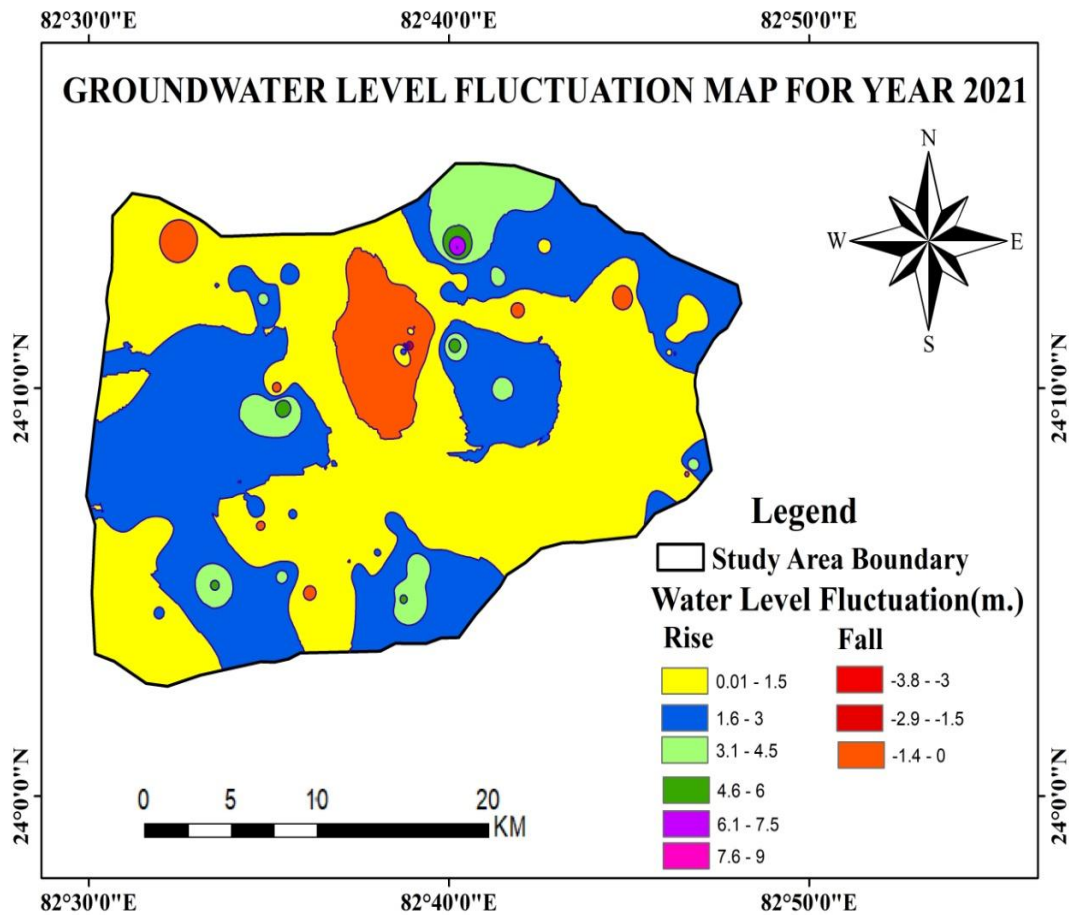 82°30'0"E 82°40'0"E 82°50'0"E
GROUNDWATER LEVEL FLUCTUATION MAP FOR YEAR 2021
N
W E
S
24°10'0"N 24°10'0"N
Legend
Study Area Boundary
Water Level Fluctuation(m.)
Rise Fall
0.01 - 1.5 -3.8 - -3
1.6 - 3 -2.9 - -1.5
3.1 - 4.5 -1.4 - 0
4.6 - 6
6.1 - 7.5
7.6 - 9
24°0'0"N 24°0'0"N
0 5 10 20
KM
82°30'0"E 82°40'0"E 82°50'0"E